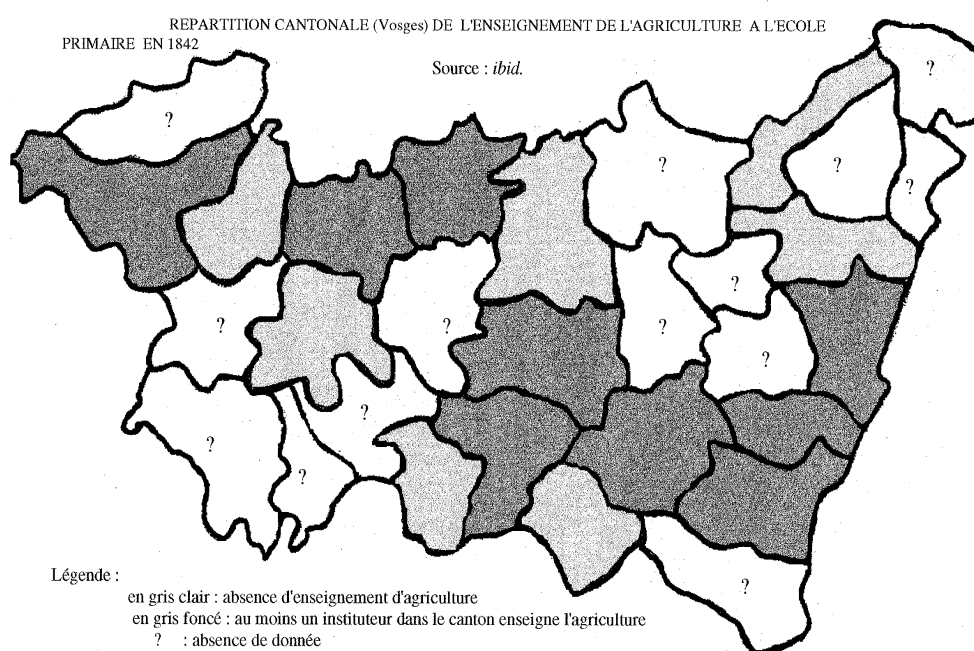 REPARTITION CANTONALE (Vosges) DE L'ENSEIGNEMENT DE L'AGRICULTURE A L'ECOLE
PRIMAIRE EN 1842
Source : ibid.
?
?
?
?
?
?
?
?
?
?
?
?
?
?
Légende :
en gris clair : absence d'enseignement d'agriculture
en gris foncé : au moins un instituteur dans le canton enseigne l'agriculture
? : absence de donnée